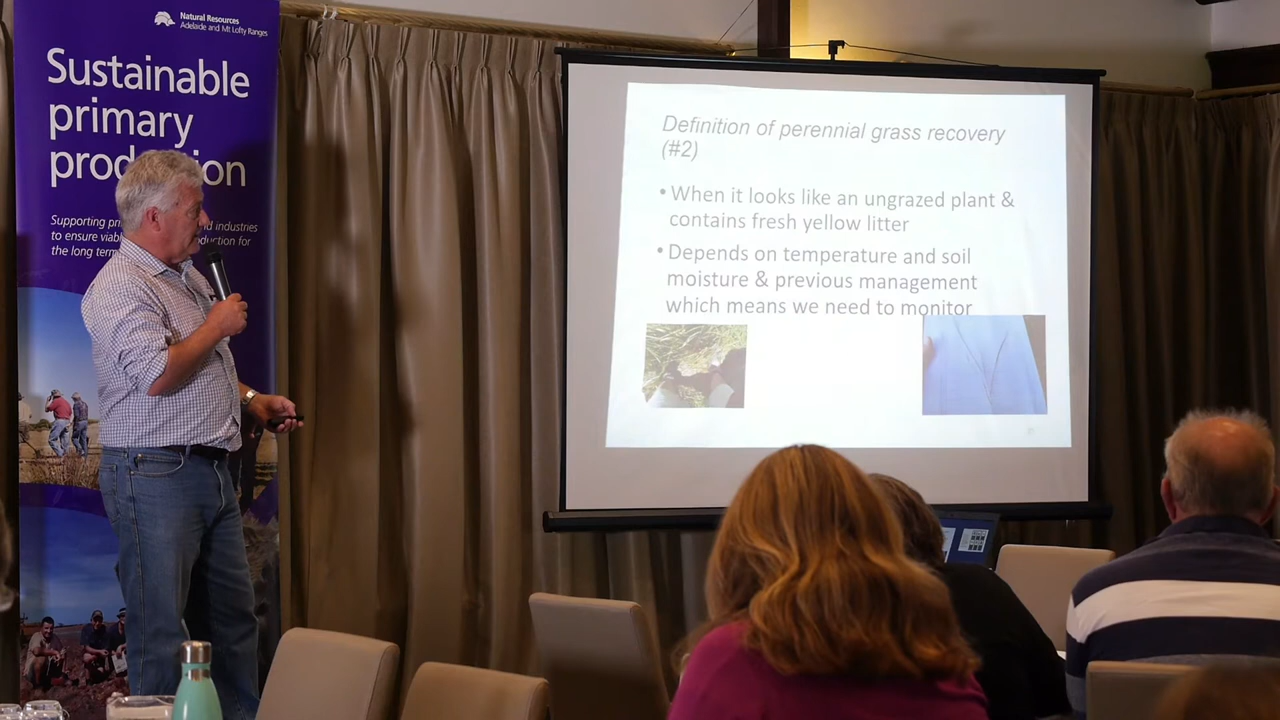 Natural Resources
Adelaide and Mt Lofty Ranges
Sustainable
primary
prod ion
Supporting pri d industries
to ensure viab duction for
the long term
Definition of perennial grass recovery
(#2)
• When it looks like an ungrazed plant &
contains fresh yellow litter
• Depends on temperature and soil
moisture & previous management
which means we need to monitor